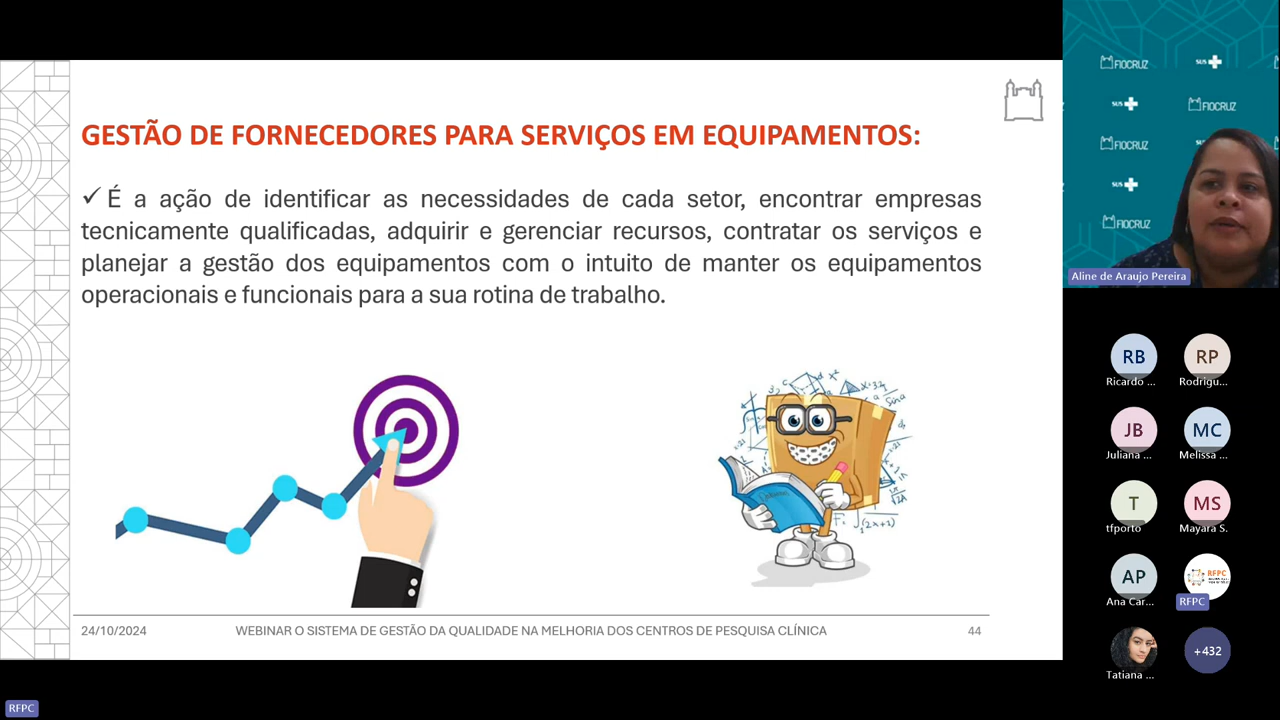 GESTÃO DE FORNECEDORES PARA SERVIÇOS EM EQUIPAMENTOS:
✓ É a ação de identificar as necessidades de cada setor, encontrar empresas
tecnicamente qualificadas, adquirir e gerenciar recursos, contratar os serviços e
planejar a gestão dos equipamentos com o intuito de manter os equipamentos
operacionais e funcionais para a sua rotina de trabalho.
24/10/2024
WEBINAR O SISTEMA DE GESTÃO DA QUALIDADE NA MELHORIA DOS CENTROS DE PESQUISA CLÍNICA
44
RFPC
FIOCRUZ
SUS
SUS
FIOCRUZ
FIOCRUZ
SUS
FIOCRUZ
Aline de Araujo Pereira
RB
Ricardo ...
RP
Rodrigu...
JB
Juliana ...
MC
Melissa ...
T
tfporto
MS
Mayara S.
AP
Ana Car...
RFPC
RFPC
Tatiana ...
+432